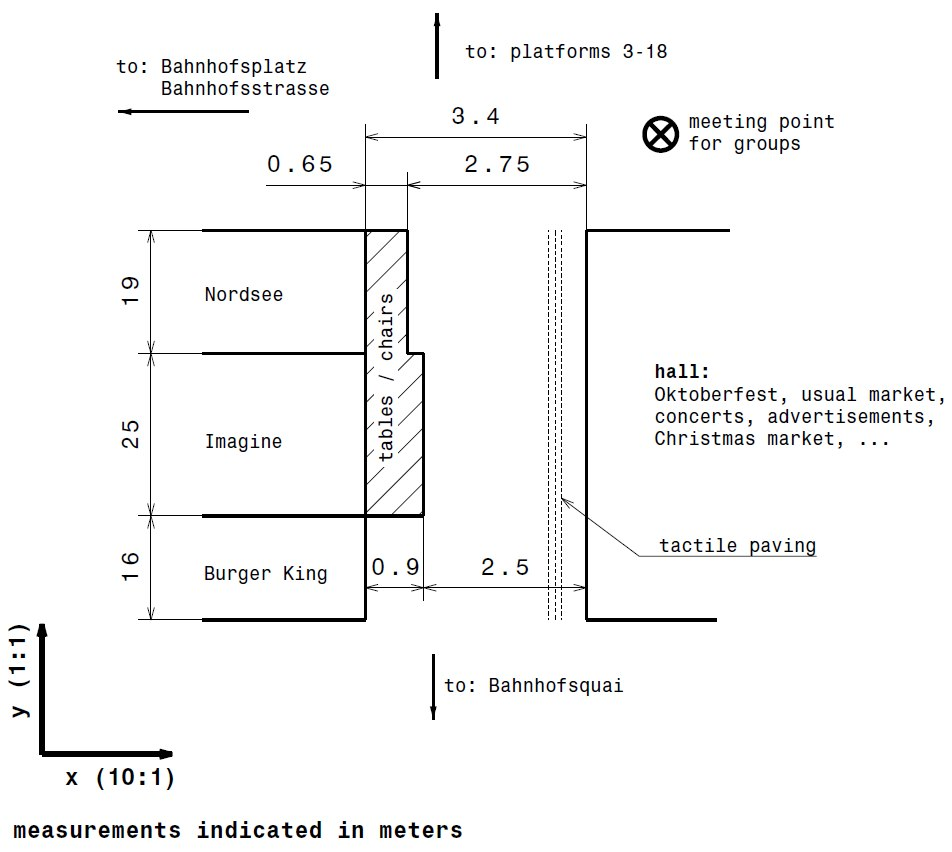 to: platforms 3-18
to: Bahnhofsplatz
Bahnhofsstrasse
3.4
meeting point
for groups
0.65
2.75
19
Nordsee
tables / chairs
hall:
Oktoberfest, usual market,
concerts, advertisements,
Christmas market, ...
25
Imagine
tactile paving
16
Burger King
0.9
2.5
y (1:1)
to: Bahnhofsquai
x (10:1)
measurements indicated in meters